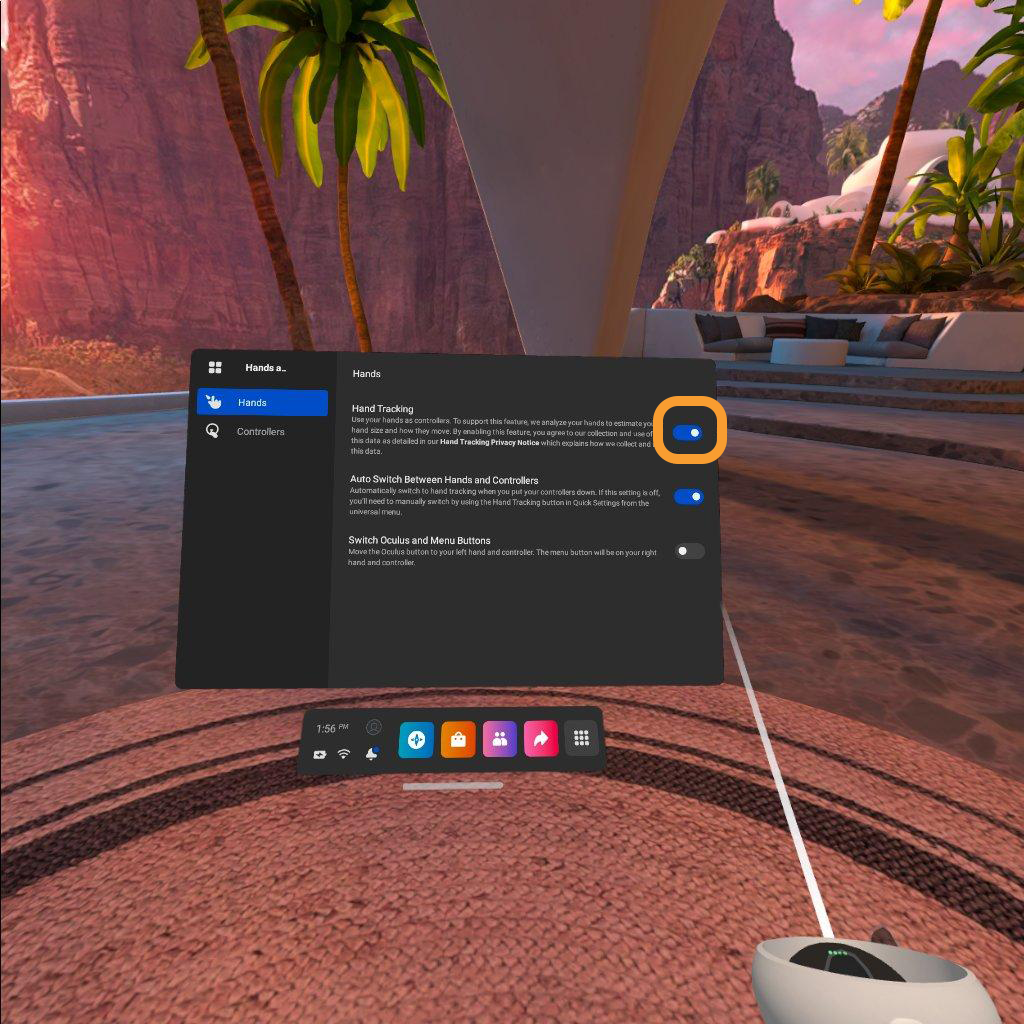 Hands a..
Hands
Controllers
Hands
Hand Tracking
Use your hands as controllers. To support this feature, we analyze your hands to estimate
hand size and how they move. By enabling this feature, you agree to our collection and use of
this data as detailed in our Hand Tracking Privacy Notice which explains how we collect and
this data.
Auto Switch Between Hands and Controllers
Automatically switch to hand tracking when you put your controllers down. If this setting is off,
you'll need to manually switch by using the Hand Tracking button in Quick Settings from the
universal menu.
Switch Oculus and Menu Buttons
Move the Oculus button to your left hand and controller. The menu button will be on your right
hand and controller.
1:56 PM